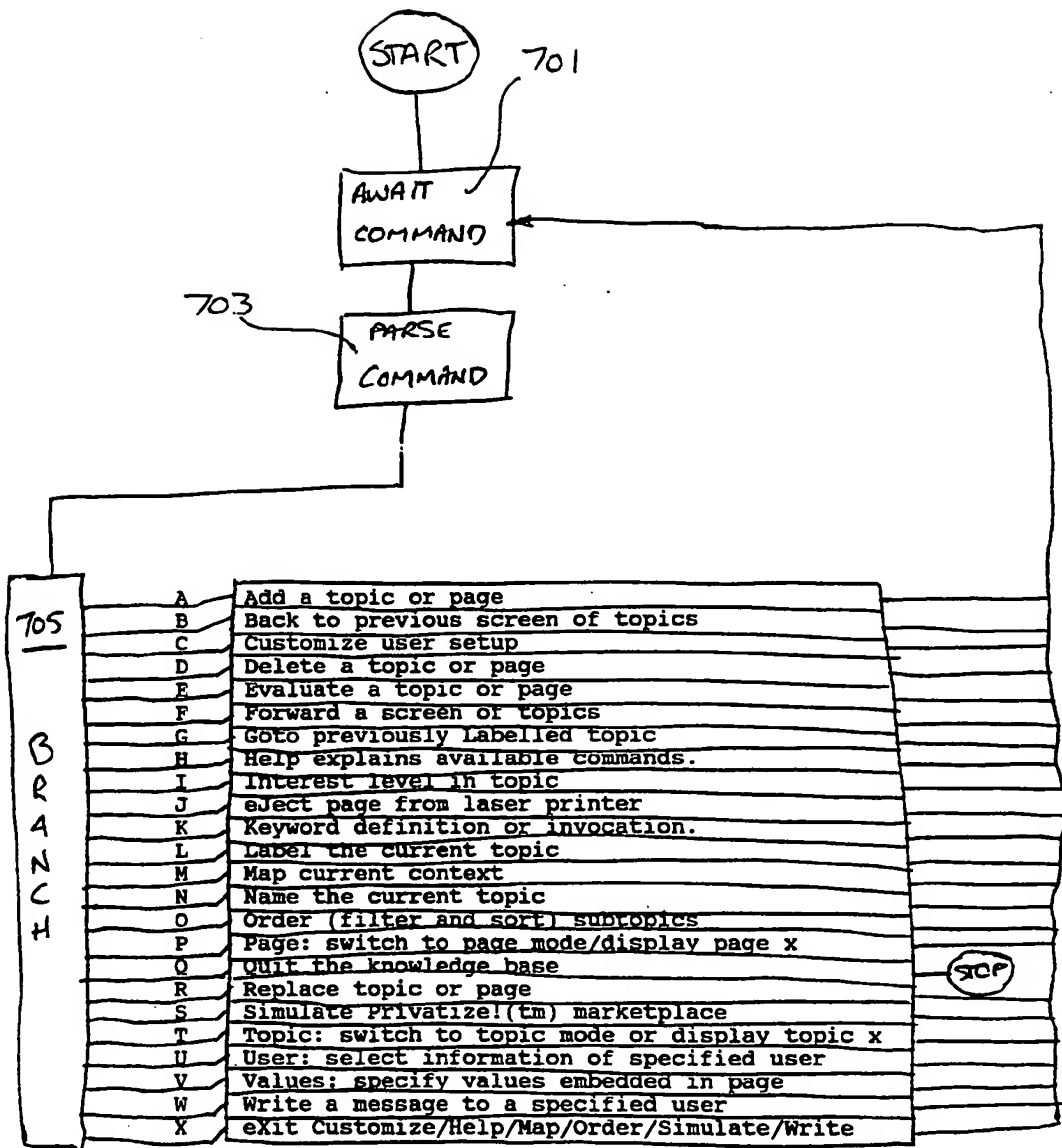 START
701
AWAIT
COMMAND
703
PARSE
COMMAND
705
BRANCH
A Add a topic or page
B Back to previous screen of topics
C Customize user setup
D Delete a topic or page
E Evaluate a topic or page
F Forward a screen of topics
G Goto previously Labelled topic
H Help explains available commands.
I Interest level in topic
J eJect page from laser printer
K Keyword definition or invocation.
L Label the current topic
M Map current context
N Name the current topic
O Order (filter and sort) subtopics
P Page: switch to page mode/display page x
Q Quit the knowledge base
STOP
R Replace topic or page
S Simulate Privatize!(tm) marketplace
T Topic: switch to topic mode or display topic x
U User: select information of specified user
V Values: specify values embedded in page
W Write a message to a specified user
X eXit Customize/Help/Map/Order/Simulate/Write